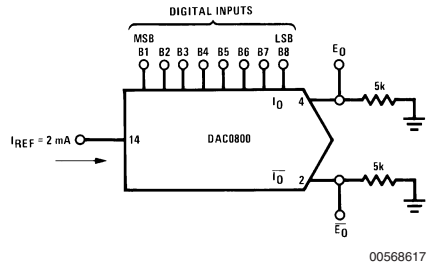 DIGITAL INPUTS
MSB LSB
B1 B2 B3 B4 B5 B6 B7 B8
E0
I0 4 5k
IREF = 2 mA 14 DAC0800
I0 2 5k
E0
00568617